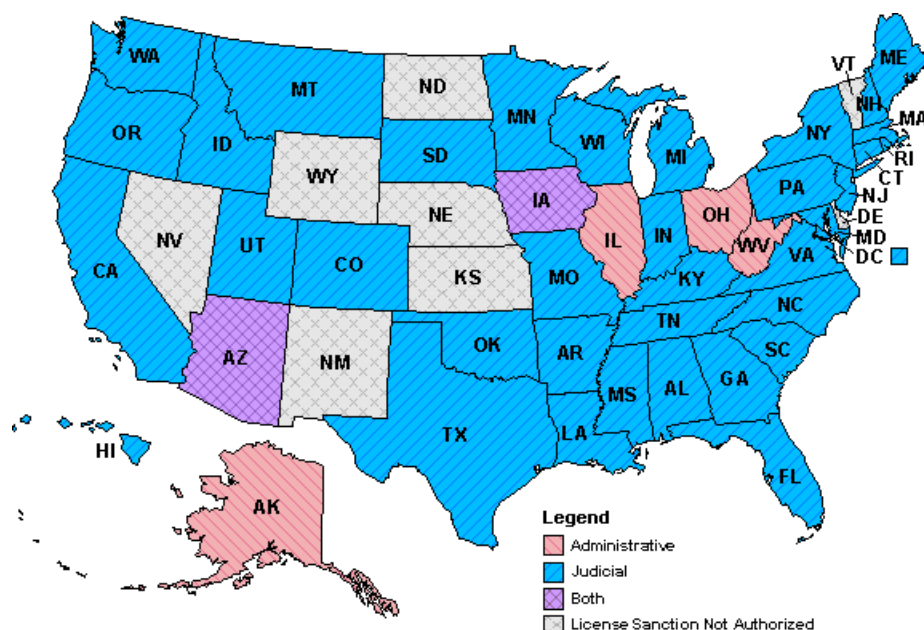 WA
MT
ND
MN
VT
ME
NH
MA
OR
ID
SD
WI
MI
NY
RI
CT
WY
PA
NJ
NE
IA
OH
DE
NV
UT
IL
IN
MD
WV
VA
DC
CA
CO
KS
MO
KY
NC
TN
AZ
NM
OK
AR
SC
MS
AL
GA
HI
TX
LA
FL
AK
Legend
Administrative
Judicial
Both
License Sanction Not Authorized